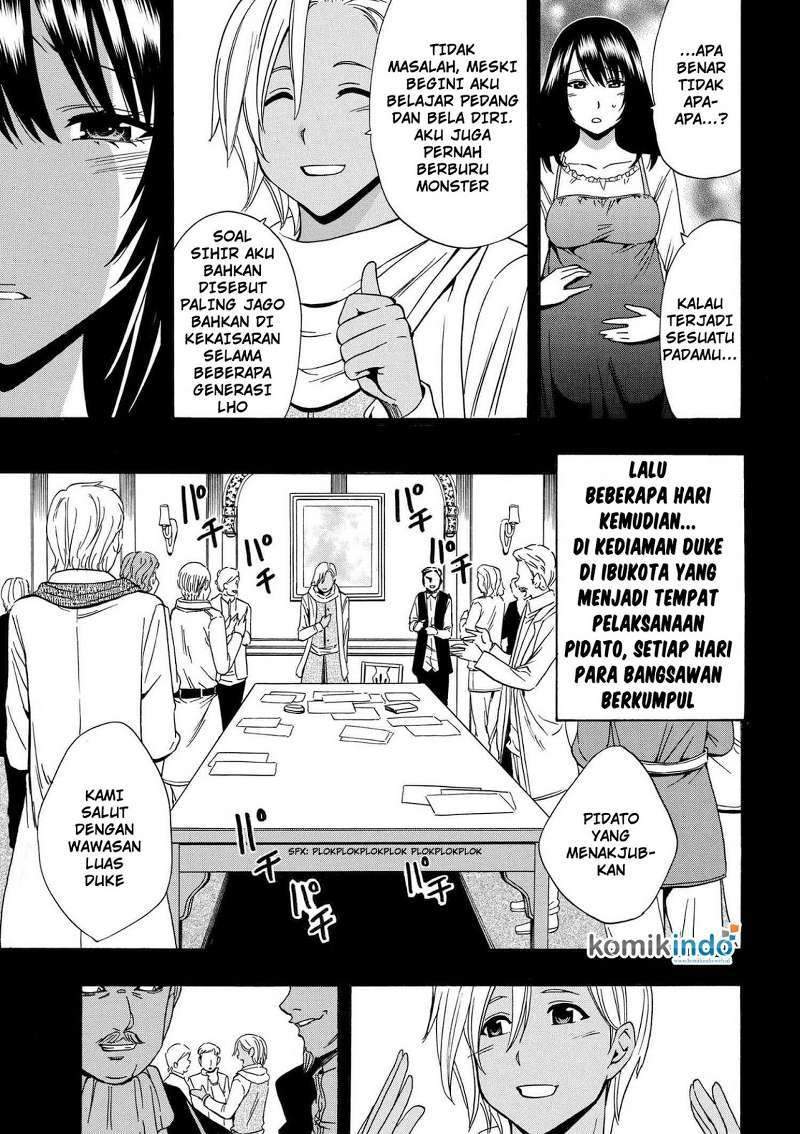 ...APA
BENAR
TIDAK
APA-
APA...?
KALAU
TERJADI
SESUATU
PADAMU...
TIDAK
MASALAH, MESKI
BEGINI AKU
BELAJAR PEDANG
DAN BELA DIRI.
AKU JUGA
PERNAH
BERBURU
MONSTER
SOAL
SIHIR AKU
BAHKAN
DISEBUT
PALING JAGO
BAHKAN DI
KEKAISARAN
SELAMA
BEBERAPA
GENERASI
LHO
LALU
BEBERAPA HARI
KEMUDIAN...
DI KEDIAMAN DUKE
DI IBUKOTA YANG
MENJADI TEMPAT
PELAKSANAAN
PIDATO, SETIAP HARI
PARA BANGSAWAN
BERKUMPUL
パチ
パチ
パチ
パチ
パチ
パチ
パチ
SFX: PLOKPLOKPLOKPLOK PLOKPLOKPLOK
PIDATO
YANG
MENAKJUB-
KAN
KAMI
SALUT
DENGAN
WAWASAN
LUAS
DUKE
komikindo